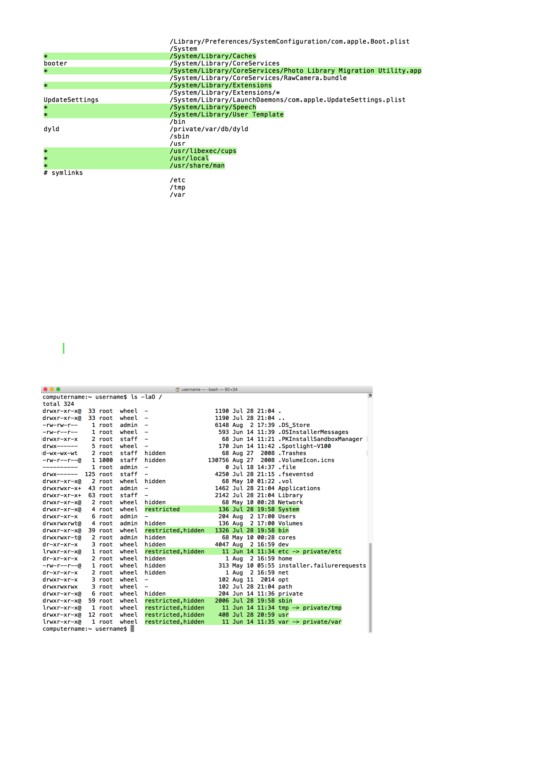 /Library/Preferences/SystemConfiguration/com.apple.Boot.plist
/System
* /System/Library/Caches
booter /System/Library/CoreServices
* /System/Library/CoreServices/Photo Library Migration Utility.app
/System/Library/CoreServices/RawCamera.bundle
* /System/Library/Extensions
/System/Library/Extensions/*
UpdateSettings /System/Library/LaunchDaemons/com.apple.UpdateSettings.plist
* /System/Library/Speech
* /System/Library/User Template
/bin
dyld /private/var/db/dyld
/sbin
/usr
* /usr/libexec/cups
* /usr/local
* /usr/share/man
# symlinks
/etc
/tmp
/var
username — -bash — 90×34
computername:~ username$ ls -laO /
total 324
drwxr-xr-x@ 33 root wheel - 1190 Jul 28 21:04 .
drwxr-xr-x@ 33 root wheel - 1190 Jul 28 21:04 ..
-rw-rw-r-- 1 root admin - 6148 Aug 2 17:39 .DS_Store
-rw-r--r-- 1 root wheel - 593 Jun 14 11:39 .OSInstallerMessages
drwxr-xr-x 2 root staff - 68 Jun 14 11:21 .PKInstallSandboxManager
drwx------ 5 root wheel - 170 Jun 14 11:42 .Spotlight-V100
d-wx-wx-wt 2 root staff hidden 68 Aug 27 2008 .Trashes
-rw-r--r--@ 1 1000 staff hidden 130756 Aug 27 2008 .VolumeIcon.icns
---------- 1 root admin - 0 Jul 18 14:37 .file
drwx------ 125 root staff - 4250 Jul 28 21:15 .fseventsd
drwxr-xr-x@ 2 root wheel hidden 68 May 10 01:22 .vol
drwxrwxr-x+ 43 root admin - 1462 Jul 28 21:04 Applications
drwxr-xr-x+ 63 root staff - 2142 Jul 28 21:04 Library
drwxr-xr-x@ 2 root wheel hidden 68 May 10 00:28 Network
drwxr-xr-x@ 4 root wheel restricted 136 Jul 28 19:58 System
drwxr-xr-x 6 root admin - 204 Aug 2 17:00 Users
drwxrwxrwt@ 4 root admin hidden 136 Aug 2 17:00 Volumes
drwxr-xr-x@ 39 root wheel restricted,hidden 1326 Jul 28 19:58 bin
drwxrwxr-t@ 2 root admin hidden 68 May 10 00:28 cores
dr-xr-xr-x 3 root wheel hidden 4047 Aug 2 16:59 dev
lrwxr-xr-x@ 1 root wheel restricted,hidden 11 Jun 14 11:34 etc -> private/etc
dr-xr-xr-x 2 root wheel hidden 1 Aug 2 16:59 home
-rw-r--r--@ 1 root wheel hidden 313 May 10 05:55 installer.failurerequests
dr-xr-xr-x 2 root wheel hidden 1 Aug 2 16:59 net
drwxr-xr-x 3 root wheel - 102 Aug 11 2014 opt
drwxrwxrwx 3 root wheel - 102 Jul 28 21:04 path
drwxr-xr-x@ 6 root wheel hidden 204 Jun 14 11:36 private
drwxr-xr-x@ 59 root wheel restricted,hidden 2006 Jul 28 19:58 sbin
lrwxr-xr-x@ 1 root wheel restricted,hidden 11 Jun 14 11:34 tmp -> private/tmp
drwxr-xr-x@ 12 root wheel restricted,hidden 408 Jul 28 20:59 usr
lrwxr-xr-x@ 1 root wheel restricted,hidden 11 Jun 14 11:35 var -> private/var
computername:~ username$